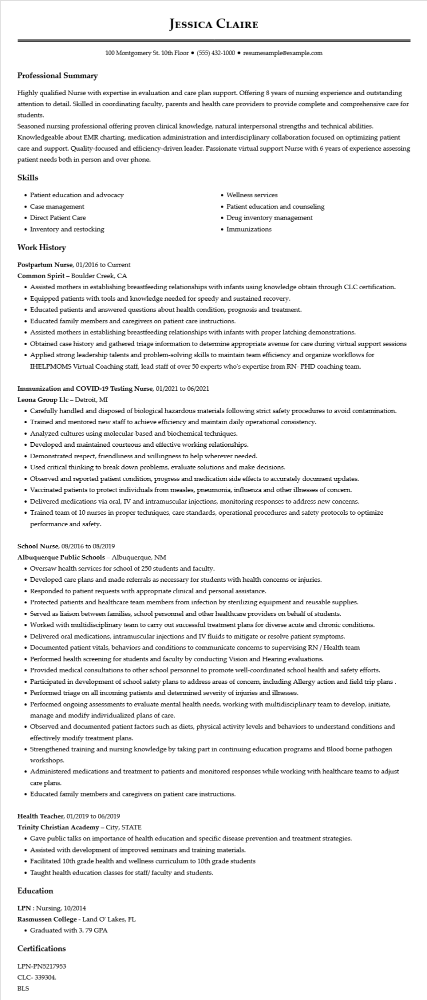 Jessica Claire
100 Montgomery St. 10th Floor ● (555) 432-1000 ● resumesample@example.com
Professional Summary
Highly qualified Nurse with expertise in evaluation and care plan support. Offering 8 years of nursing experience and outstanding
attention to detail. Skilled in coordinating faculty, parents and health care providers to provide complete and comprehensive care for
students.
Seasoned nursing professional offering proven clinical knowledge, natural interpersonal strengths and technical abilities.
Knowledgeable about EMR charting, medication administration and interdisciplinary collaboration focused on optimizing patient
care and support. Quality-focused and efficiency-driven leader. Passionate virtual support Nurse with 6 years of experience assessing
patient needs both in person and over phone.
Skills
• Patient education and advocacy
• Case management
• Direct Patient Care
• Inventory and restocking
• Wellness services
• Patient education and counseling
• Drug inventory management
• Immunizations
Work History
Postpartum Nurse, 01/2016 to Current
Common Spirit – Boulder Creek, CA
• Assisted mothers in establishing breastfeeding relationships with infants using knowledge obtain through CLC certification.
• Equipped patients with tools and knowledge needed for speedy and sustained recovery.
• Educated patients and answered questions about health condition, prognosis and treatment.
• Educated family members and caregivers on patient care instructions.
• Assisted mothers in establishing breastfeeding relationships with infants with proper latching demonstrations.
• Obtained case history and gathered triage information to determine appropriate avenue for care during virtual support sessions
• Applied strong leadership talents and problem-solving skills to maintain team efficiency and organize workflows for
IHELPMOMS Virtual Coaching staff, lead staff of over 50 experts who's expertise from RN- PHD coaching team.
Immunization and COVID-19 Testing Nurse, 01/2021 to 06/2021
Leona Group Llc – Detroit, MI
• Carefully handled and disposed of biological hazardous materials following strict safety procedures to avoid contamination.
• Trained and mentored new staff to achieve efficiency and maintain daily operational consistency.
• Analyzed cultures using molecular-based and biochemical techniques.
• Developed and maintained courteous and effective working relationships.
• Demonstrated respect, friendliness and willingness to help wherever needed.
• Used critical thinking to break down problems, evaluate solutions and make decisions.
• Observed and reported patient condition, progress and medication side effects to accurately document updates.
• Vaccinated patients to protect individuals from measles, pneumonia, influenza and other illnesses of concern.
• Delivered medications via oral, IV and intramuscular injections, monitoring responses to address new concerns.
• Trained team of 10 nurses in proper techniques, care standards, operational procedures and safety protocols to optimize
performance and safety.
School Nurse, 08/2016 to 08/2019
Albuquerque Public Schools – Albuquerque, NM
• Oversaw health services for school of 250 students and faculty.
• Developed care plans and made referrals as necessary for students with health concerns or injuries.
• Responded to patient requests with appropriate clinical and personal assistance.
• Protected patients and healthcare team members from infection by sterilizing equipment and reusable supplies.
• Served as liaison between families, school personnel and other healthcare providers on behalf of students.
• Worked with multidisciplinary team to carry out successful treatment plans for diverse acute and chronic conditions.
• Delivered oral medications, intramuscular injections and IV fluids to mitigate or resolve patient symptoms.
• Documented patient vitals, behaviors and conditions to communicate concerns to supervising RN / Health team
• Performed health screening for students and faculty by conducting Vision and Hearing evaluations.
• Provided medical consultations to other school personnel to promote well-coordinated school health and safety efforts.
• Participated in development of school safety plans to address areas of concern, including Allergy action and field trip plans .
• Performed triage on all incoming patients and determined severity of injuries and illnesses.
• Performed ongoing assessments to evaluate mental health needs, working with multidisciplinary team to develop, initiate,
manage and modify individualized plans of care.
• Observed and documented patient factors such as diets, physical activity levels and behaviors to understand conditions and
effectively modify treatment plans.
• Strengthened training and nursing knowledge by taking part in continuing education programs and Blood borne pathogen
workshops.
• Administered medications and treatment to patients and monitored responses while working with healthcare teams to adjust
care plans.
• Educated family members and caregivers on patient care instructions.
Health Teacher, 01/2019 to 06/2019
Trinity Christian Academy – City, STATE
• Gave public talks on importance of health education and specific disease prevention and treatment strategies.
• Assisted with development of improved seminars and training materials.
• Facilitated 10th grade health and wellness curriculum to 10th grade students
• Taught health education classes for staff/ faculty and students.
Education
LPN : Nursing, 10/2014
Rasmussen College - Land O' Lakes, FL
• Graduated with 3. 79 GPA
Certifications
LPN-PN5217953
CLC- 339304.
BLS